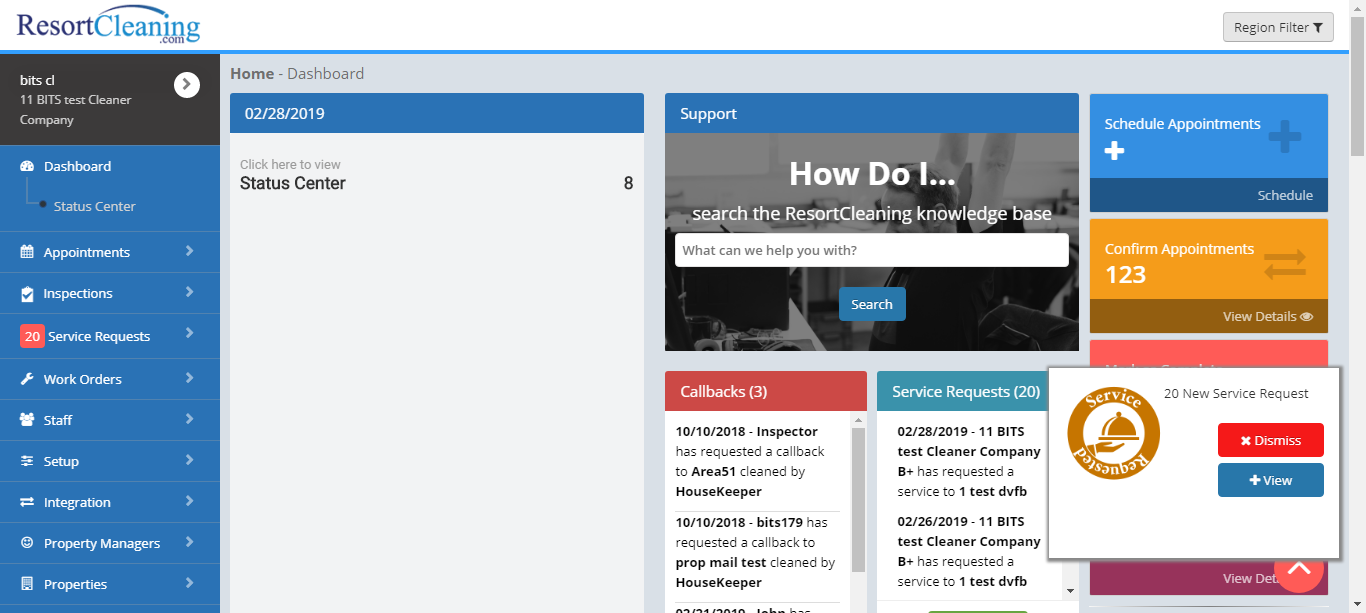 ResortCleaning
.com
Region Filter
bits cl
11 BITS test Cleaner
Company
Dashboard
Status Center
Appointments
Inspections
20 Service Requests
Work Orders
Staff
Setup
Integration
Property Managers
Properties
Home - Dashboard
02/28/2019
Click here to view
Status Center 8
Support
How Do I...
search the ResortCleaning knowledge base
What can we help you with?
Search
Callbacks (3)
10/10/2018 - Inspector
has requested a callback
to Area51 cleaned by
HouseKeeper
10/10/2018 - bits179 has
requested a callback to
prop mail test cleaned by
HouseKeeper
02/21/2019 - John has
Service Requests (20)
02/28/2019 - 11 BITS
test Cleaner Company
B+ has requested a
service to 1 test dvfb
02/26/2019 - 11 BITS
test Cleaner Company
B+ has requested a
service to 1 test dvfb
Schedule Appointments
Schedule
Confirm Appointments
123
View Details
Service
Requested
20 New Service Request
Dismiss
View
View